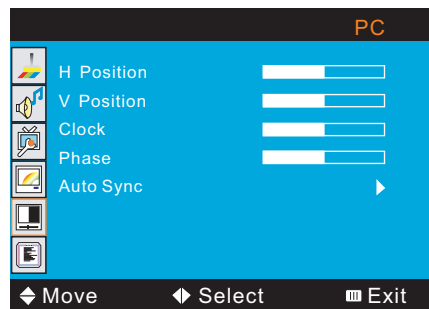 PC
H Position
V Position
Clock
Phase
Auto Sync
Move Select Exit